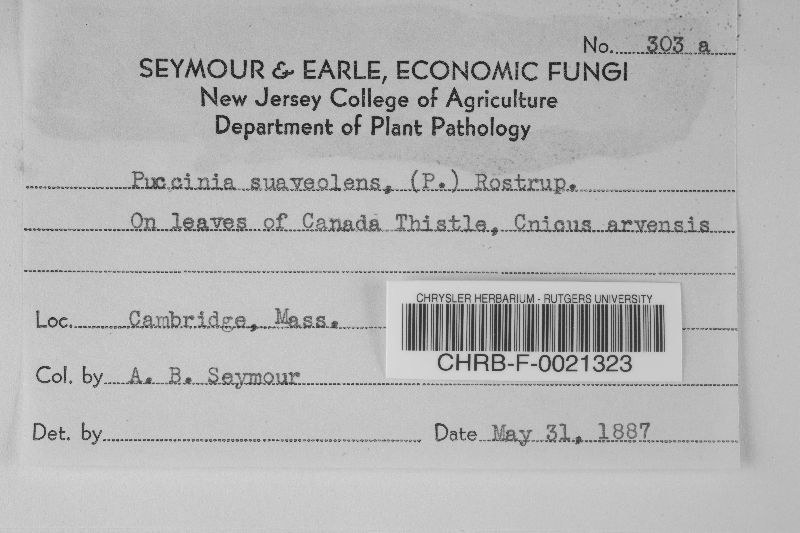 No. 303 a
SEYMOUR & EARLE, ECONOMIC FUNGI
New Jersey College of Agriculture
Department of Plant Pathology
Puccinia suaveolens, (P.) Rostrup.
On leaves of Canada Thistle, Cnicus arvensis
Loc. Cambridge, Mass.
CHRYSLER HERBARIUM - RUTGERS UNIVERSITY
CHRB-F-0021323
Col. by A. B. Seymour
Det. by Date May 31, 1887